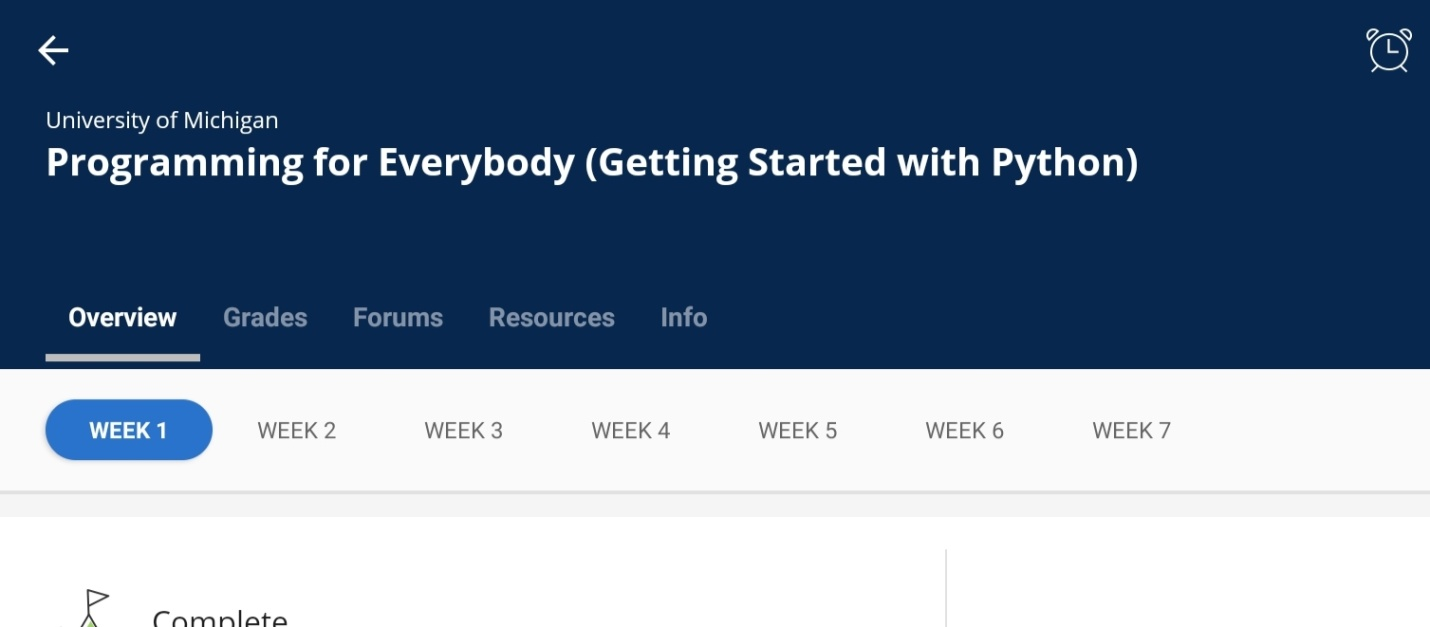 University of Michigan
Programming for Everybody (Getting Started with Python)
Overview Grades Forums Resources Info
WEEK 1 WEEK 2 WEEK 3 WEEK 4 WEEK 5 WEEK 6 WEEK 7
Complete